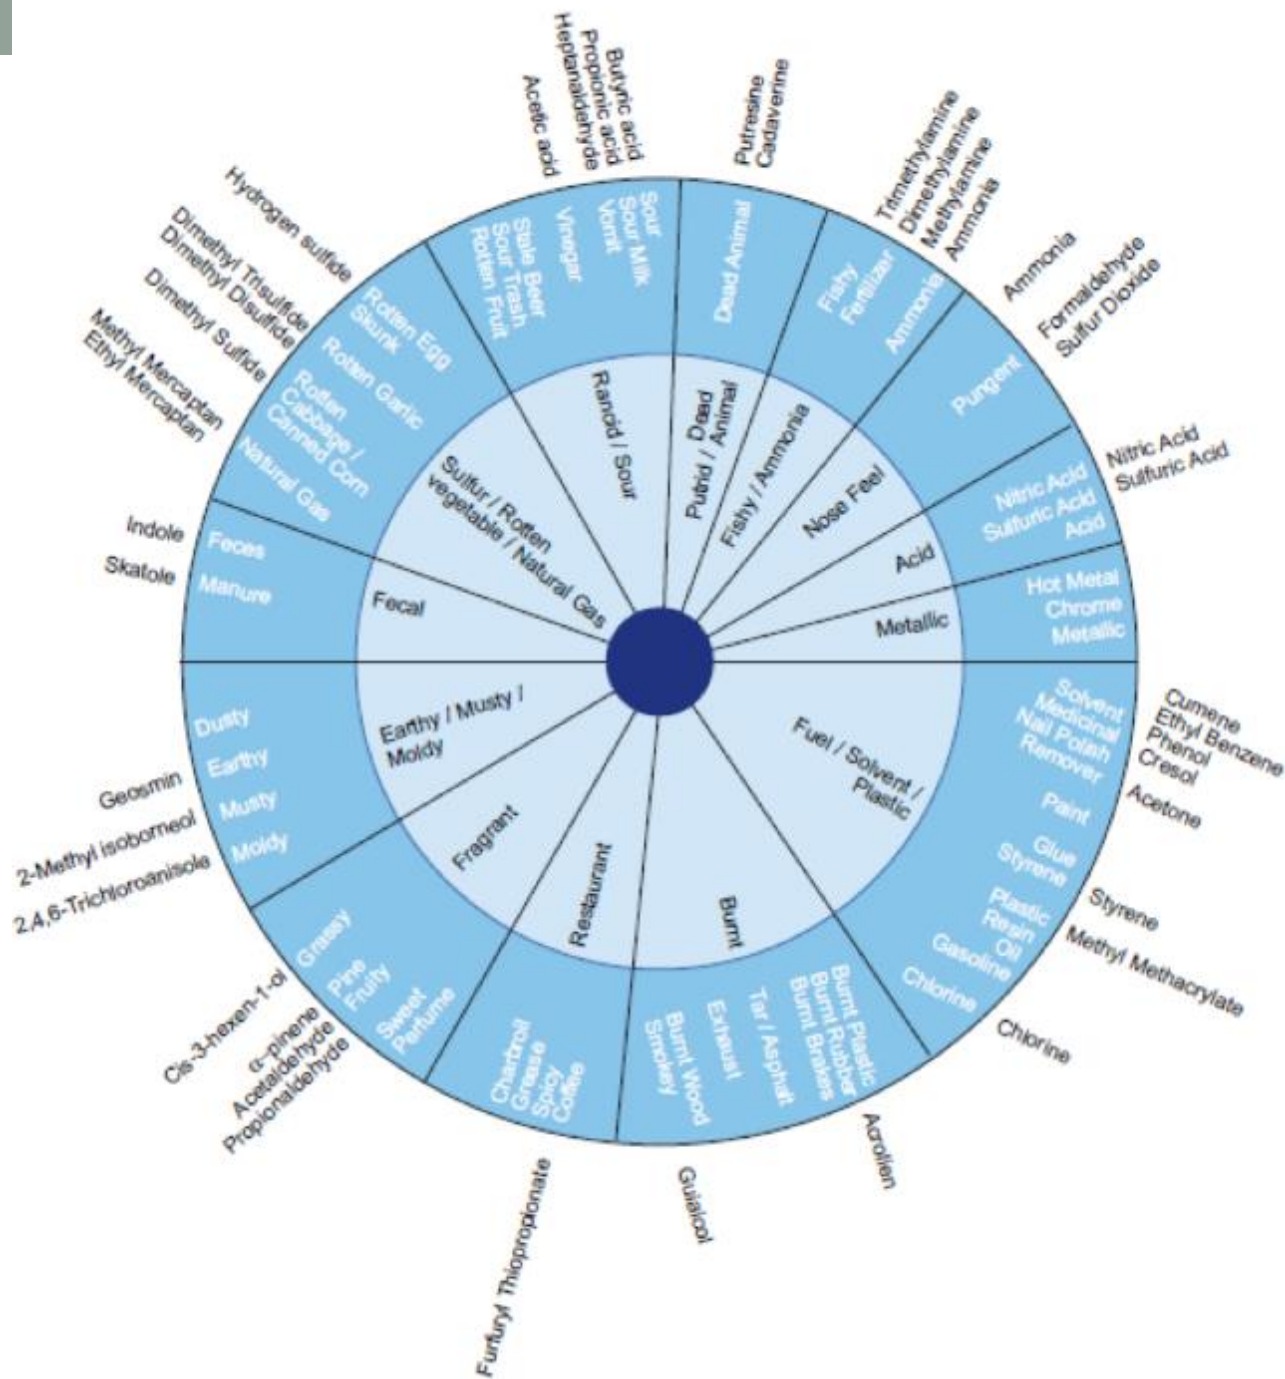 Sulfur / Rotten
vegetable / Natural Gas
Rancid / Sour
Putrid / Dead
Animal
Fishy / Ammonia
Nose Feel
Acid
Metallic
Fuel / Solvent /
Plastic
Burnt
Restaurant
Fragrant
Earthy / Musty /
Moldy
Fecal
Rotten Egg
Skunk
Rotten Garlic
Rotten
Cabbage /
Canned Corn
Natural Gas
Sour
Sour Milk
Vomit
Vinegar
Stale Beer
Sour Trash
Rotten Fruit
Dead Animal
Fishy
Fertilizer
Ammonia
Pungent
Nitric Acid
Sulfuric Acid
Acid
Hot Metal
Chrome
Metallic
Solvent
Medicinal
Nail Polish
Remover
Paint
Glue
Styrene
Plastic
Resin
Oil
Gasoline
Chlorine
Burnt Plastic
Burnt Rubber
Burnt Brakes
Tar / Asphalt
Exhaust
Burnt Wood
Smokey
Charbroil
Grease
Spicy
Coffee
Sweet
Perfume
Pine
Fruity
Grassy
Moldy
Musty
Earthy
Dusty
Manure
Feces
Hydrogen sulfide
Dimethyl Trisulfide
Dimethyl Disulfide
Dimethyl Sulfide
Methyl Mercaptan
Ethyl Mercaptan
Butyric acid
Propionic acid
Heptanaldehyde
Acetic acid
Putresine
Cadaverine
Trimethylamine
Dimethylamine
Methylamine
Ammonia
Ammonia
Formaldehyde
Sulfur Dioxide
Nitric Acid
Sulfuric Acid
Cumene
Ethyl Benzene
Phenol
Cresol
Acetone
Styrene
Methyl Methacrylate
Chlorine
Acrolien
Guiaicol
Furfuryl Thiopropionate
Cis-3-hexen-1-ol
α-pinene
Acetaldehyde
Propionaldehyde
2,4,6-Trichloroanisole
2-Methyl isoborneol
Geosmin
Skatole
Indole